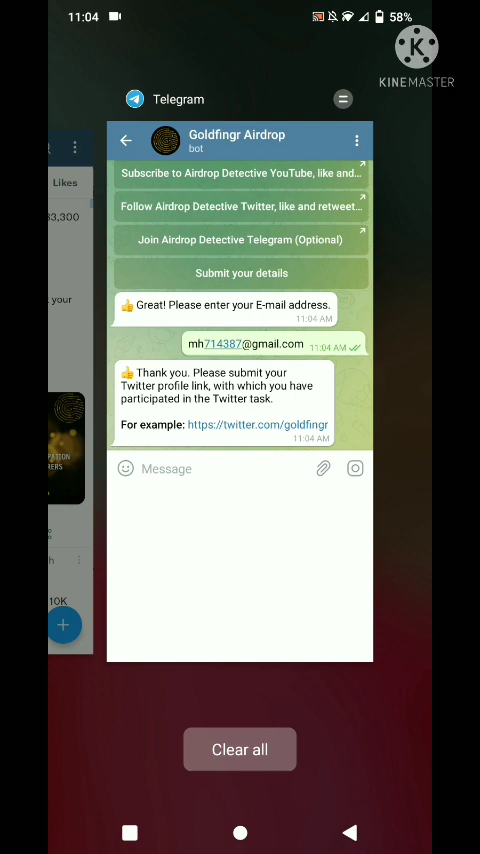 11:04
58%
KINEMASTER
Telegram
Goldfingr Airdrop
bot
Likes
33,300
Subscribe to Airdrop Detective YouTube, like and...
Follow Airdrop Detective Twitter, like and retweet...
Join Airdrop Detective Telegram (Optional)
Submit your details
your
👍Great! Please enter your E-mail address.
11:04 AM
mh714387@gmail.com 11:04 AM
👍Thank you. Please submit your
Twitter profile link, with which you have
participated in the Twitter task.
For example: https://twitter.com/goldfingr
11:04 AM
Message
10K
Clear all